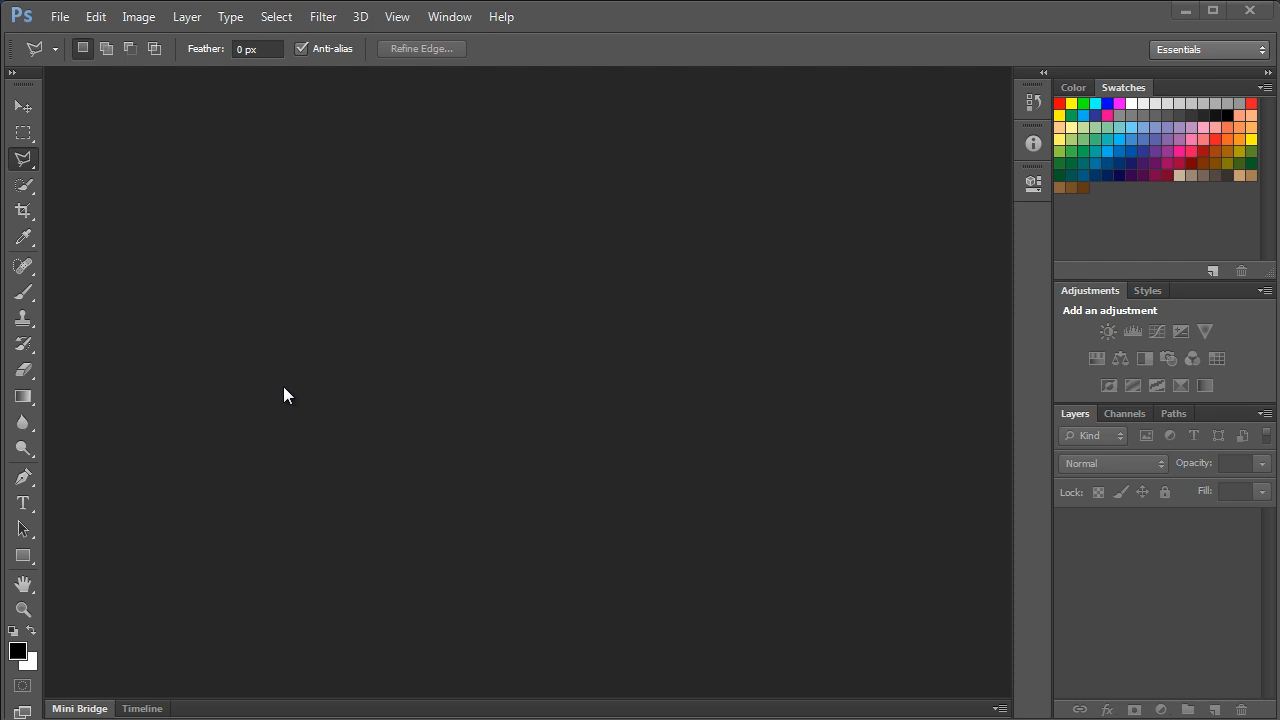 Ps File Edit Image Layer Type Select Filter 3D View Window Help
Feather: 0 px Anti-alias Refine Edge... Essentials
Color Swatches
Adjustments Styles
Add an adjustment
Layers Channels Paths
Kind T
Normal Opacity:
Lock: Fill:
T
fx
Mini Bridge Timeline